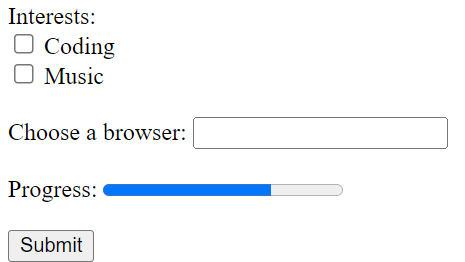 Interests:
Coding
Music
Choose a browser:
Progress:
Submit